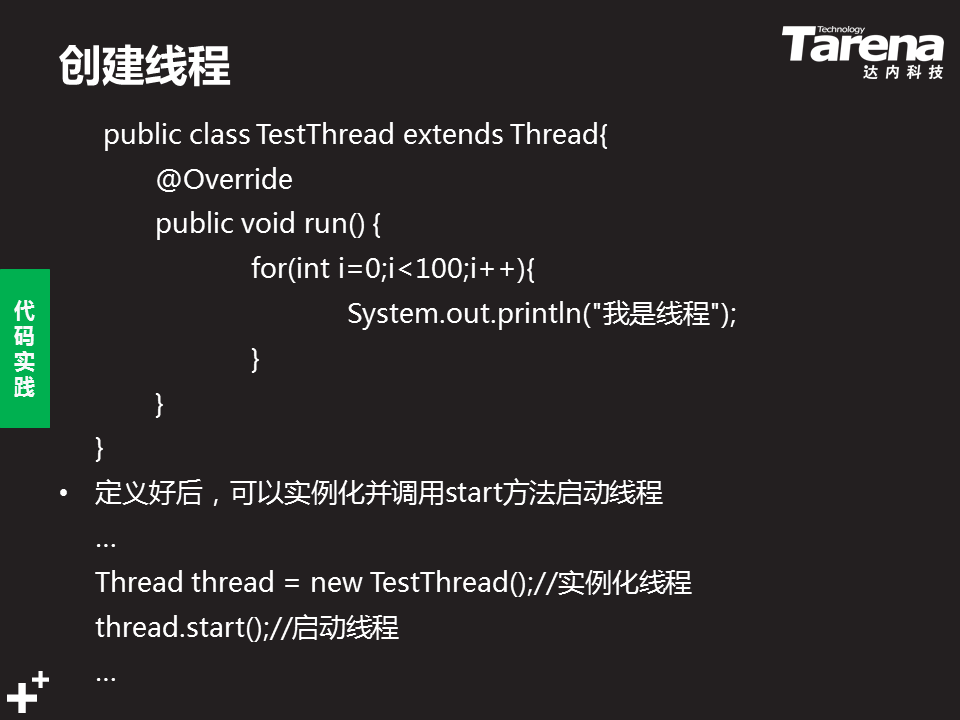 创建线程
Technology
Tarena
达内科技
public class TestThread extends Thread{
@Override
public void run() {
for(int i=0;i<100;i++){
System.out.println("我是线程");
}
}
}
代码实践
• 定义好后，可以实例化并调用start方法启动线程
…
Thread thread = new TestThread();//实例化线程
thread.start();//启动线程
…